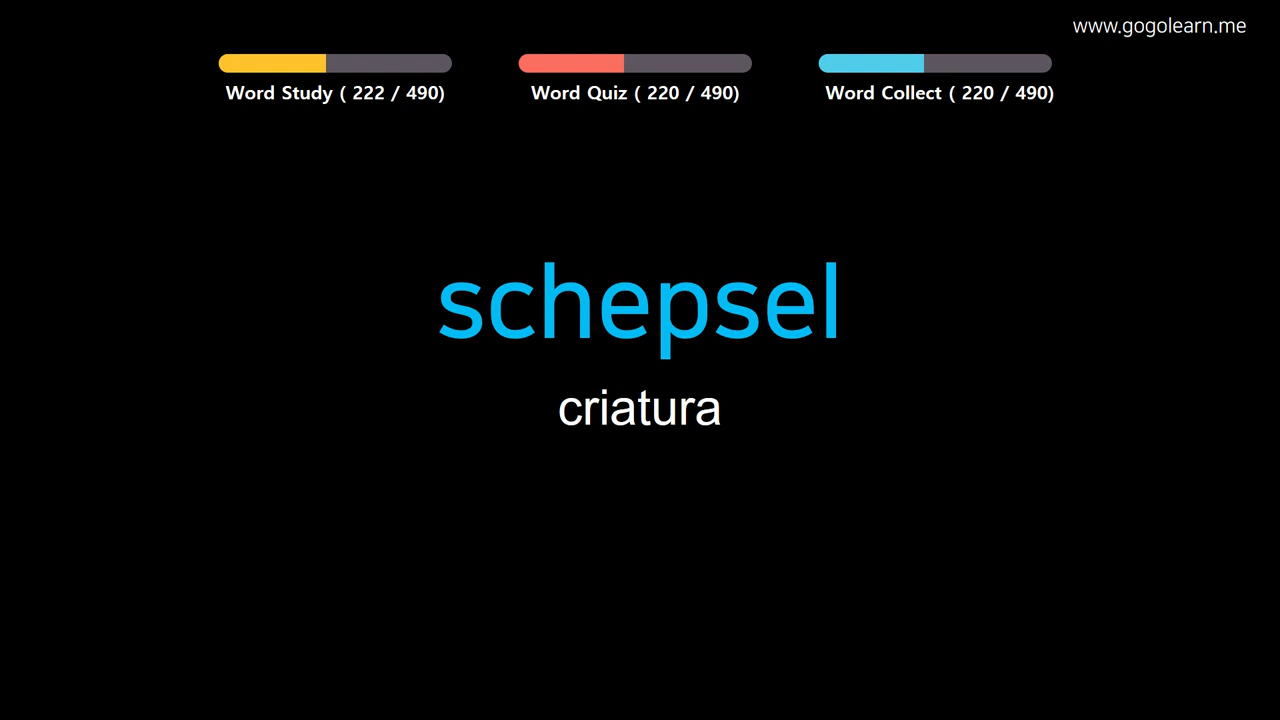 www.gogolearn.me
Word Study ( 222 / 490)
Word Quiz ( 220 / 490)
Word Collect ( 220 / 490)
schepsel
criatura